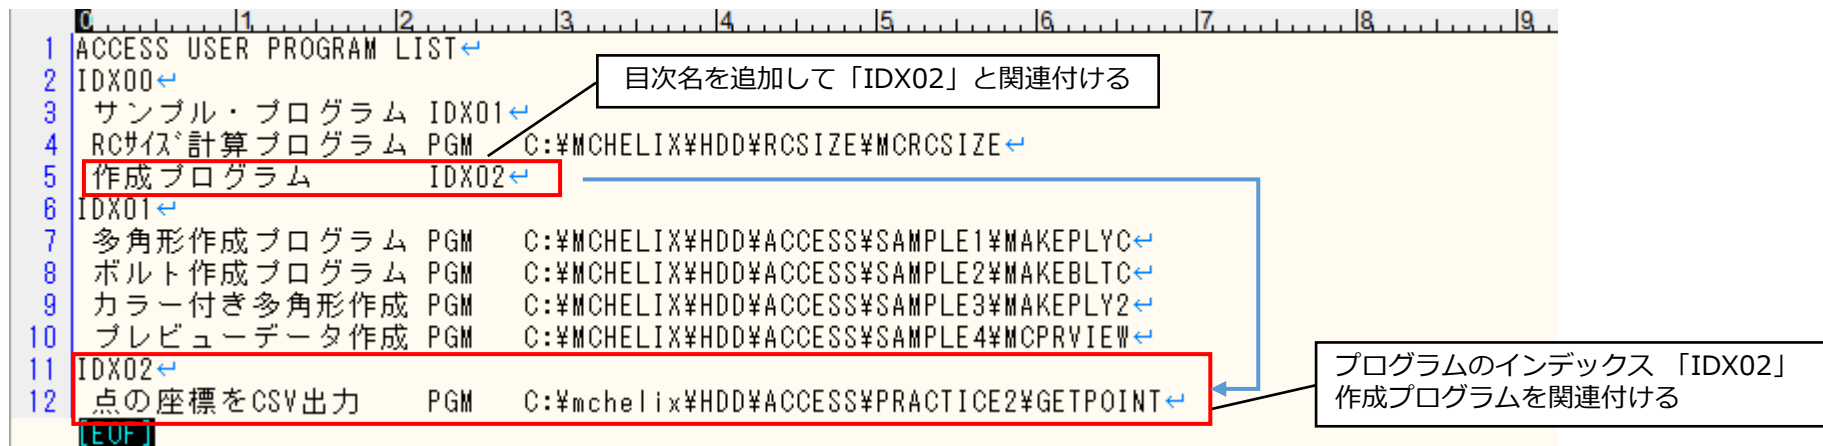 0 1 2 3 4 5 6 7 8 9
1 ACCESS USER PROGRAM LIST↵
2 IDX00↵
3 サンプル・プログラム IDX01↵
4 RCｻｲｽﾞ計算プログラム PGM C:¥MCHELIX¥HDD¥RCSIZE¥MCRCSIZE↵
5 作成プログラム IDX02↵
6 IDX01↵
7 多角形作成プログラム PGM C:¥MCHELIX¥HDD¥ACCESS¥SAMPLE1¥MAKEPLYC↵
8 ボルト作成プログラム PGM C:¥MCHELIX¥HDD¥ACCESS¥SAMPLE2¥MAKEBLTC↵
9 カラー付き多角形作成 PGM C:¥MCHELIX¥HDD¥ACCESS¥SAMPLE3¥MAKEPLY2↵
10 プレビューデータ作成 PGM C:¥MCHELIX¥HDD¥ACCESS¥SAMPLE4¥MCPRVIEW↵
11 IDX02↵
12 点の座標をCSV出力 PGM C:¥mchelix¥HDD¥ACCESS¥PRACTICE2¥GETPOINT↵
[EOF]
目次名を追加して「IDX02」と関連付ける
プログラムのインデックス 「IDX02」
作成プログラムを関連付ける